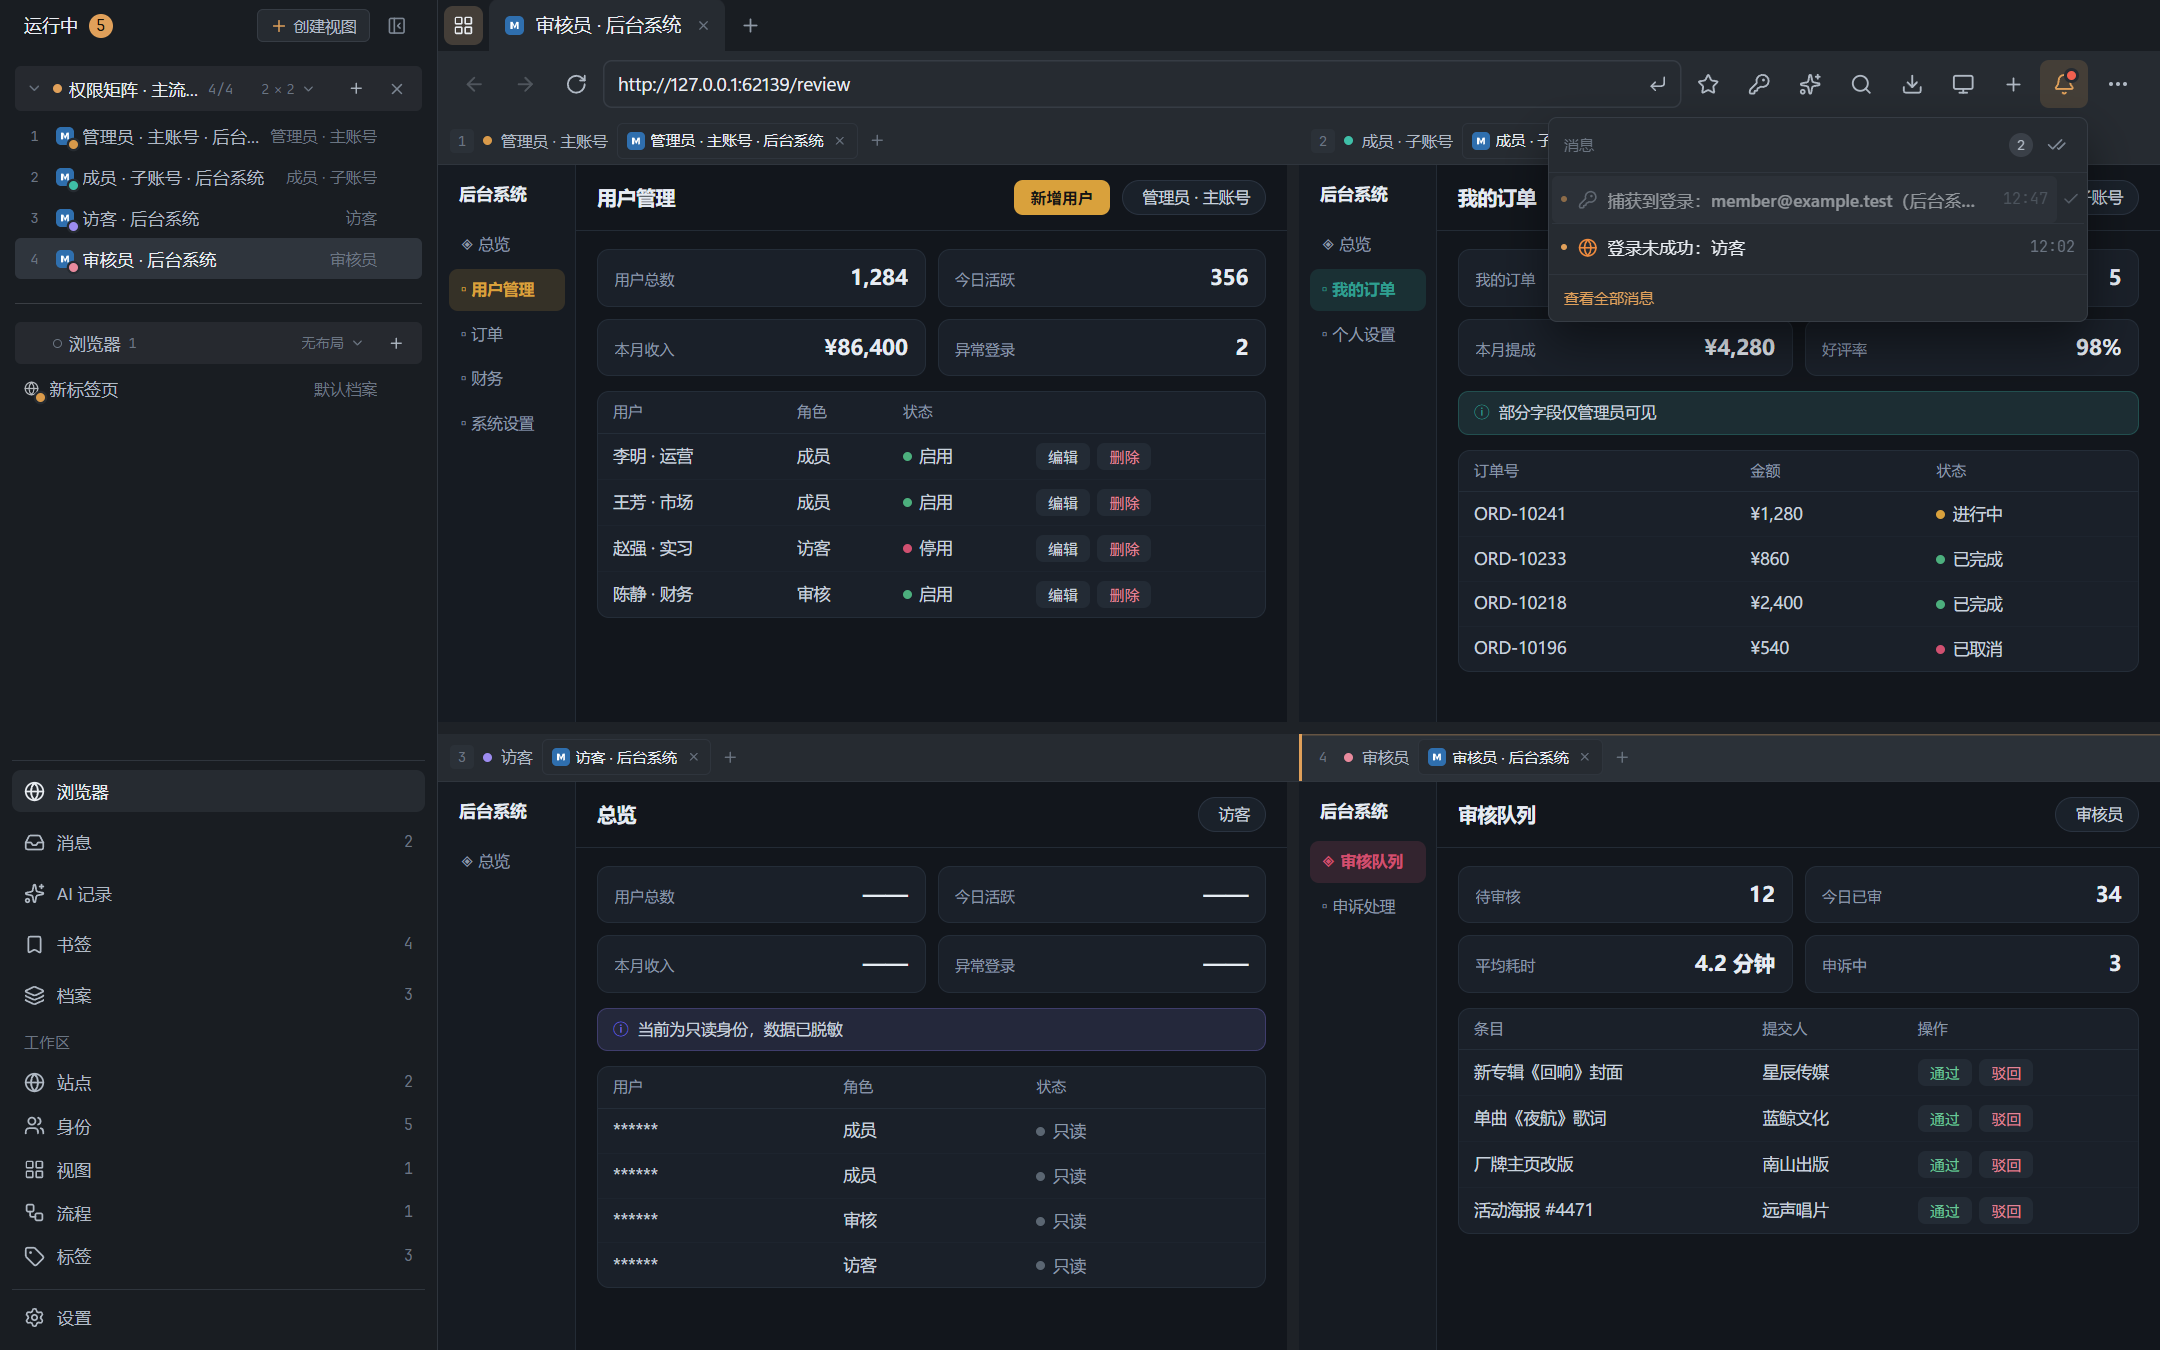 运行中 5
创建视图
权限矩阵 · 主流... 4/4 2 × 2
1 管理员 · 主账号 · 后台... 管理员 · 主账号
2 成员 · 子账号 · 后台系统 成员 · 子账号
3 访客 · 后台系统 访客
4 审核员 · 后台系统 审核员
浏览器 1 无布局
新标签页 默认档案
浏览器
消息 2
AI 记录
书签 4
档案 3
工作区
站点 2
身份 5
视图 1
流程 1
标签 3
设置
M 审核员 · 后台系统
http://127.0.0.1:62139/review
1 管理员 · 主账号 M 管理员 · 主账号 · 后台系统
后台系统
总览
用户管理
订单
财务
系统设置
用户管理 新增用户 管理员 · 主账号
用户总数 1,284 今日活跃 356
本月收入 ¥86,400 异常登录 2
用户 角色 状态
李明 · 运营 成员 启用 编辑 删除
王芳 · 市场 成员 启用 编辑 删除
赵强 · 实习 访客 停用 编辑 删除
陈静 · 财务 审核 启用 编辑 删除
2 成员 · 子账号 M 成员 · 子
消息 2
捕获到登录：member@example.test（后台系... 12:47
登录未成功：访客 12:02
查看全部消息
后台系统
总览
我的订单
个人设置
我的订单 账号
我的订单 5
本月提成 ¥4,280 好评率 98%
部分字段仅管理员可见
订单号 金额 状态
ORD-10241 ¥1,280 进行中
ORD-10233 ¥860 已完成
ORD-10218 ¥2,400 已完成
ORD-10196 ¥540 已取消
3 访客 M 访客 · 后台系统
后台系统
总览
总览 访客
用户总数 —— 今日活跃 ——
本月收入 —— 异常登录 ——
当前为只读身份，数据已脱敏
用户 角色 状态
****** 成员 只读
****** 成员 只读
****** 审核 只读
****** 访客 只读
4 审核员 M 审核员 · 后台系统
后台系统
审核队列
申诉处理
审核队列 审核员
待审核 12 今日已审 34
平均耗时 4.2 分钟 申诉中 3
条目 提交人 操作
新专辑《回响》封面 星辰传媒 通过 驳回
单曲《夜航》歌词 蓝鲸文化 通过 驳回
厂牌主页改版 南山出版 通过 驳回
活动海报 #4471 远声唱片 通过 驳回